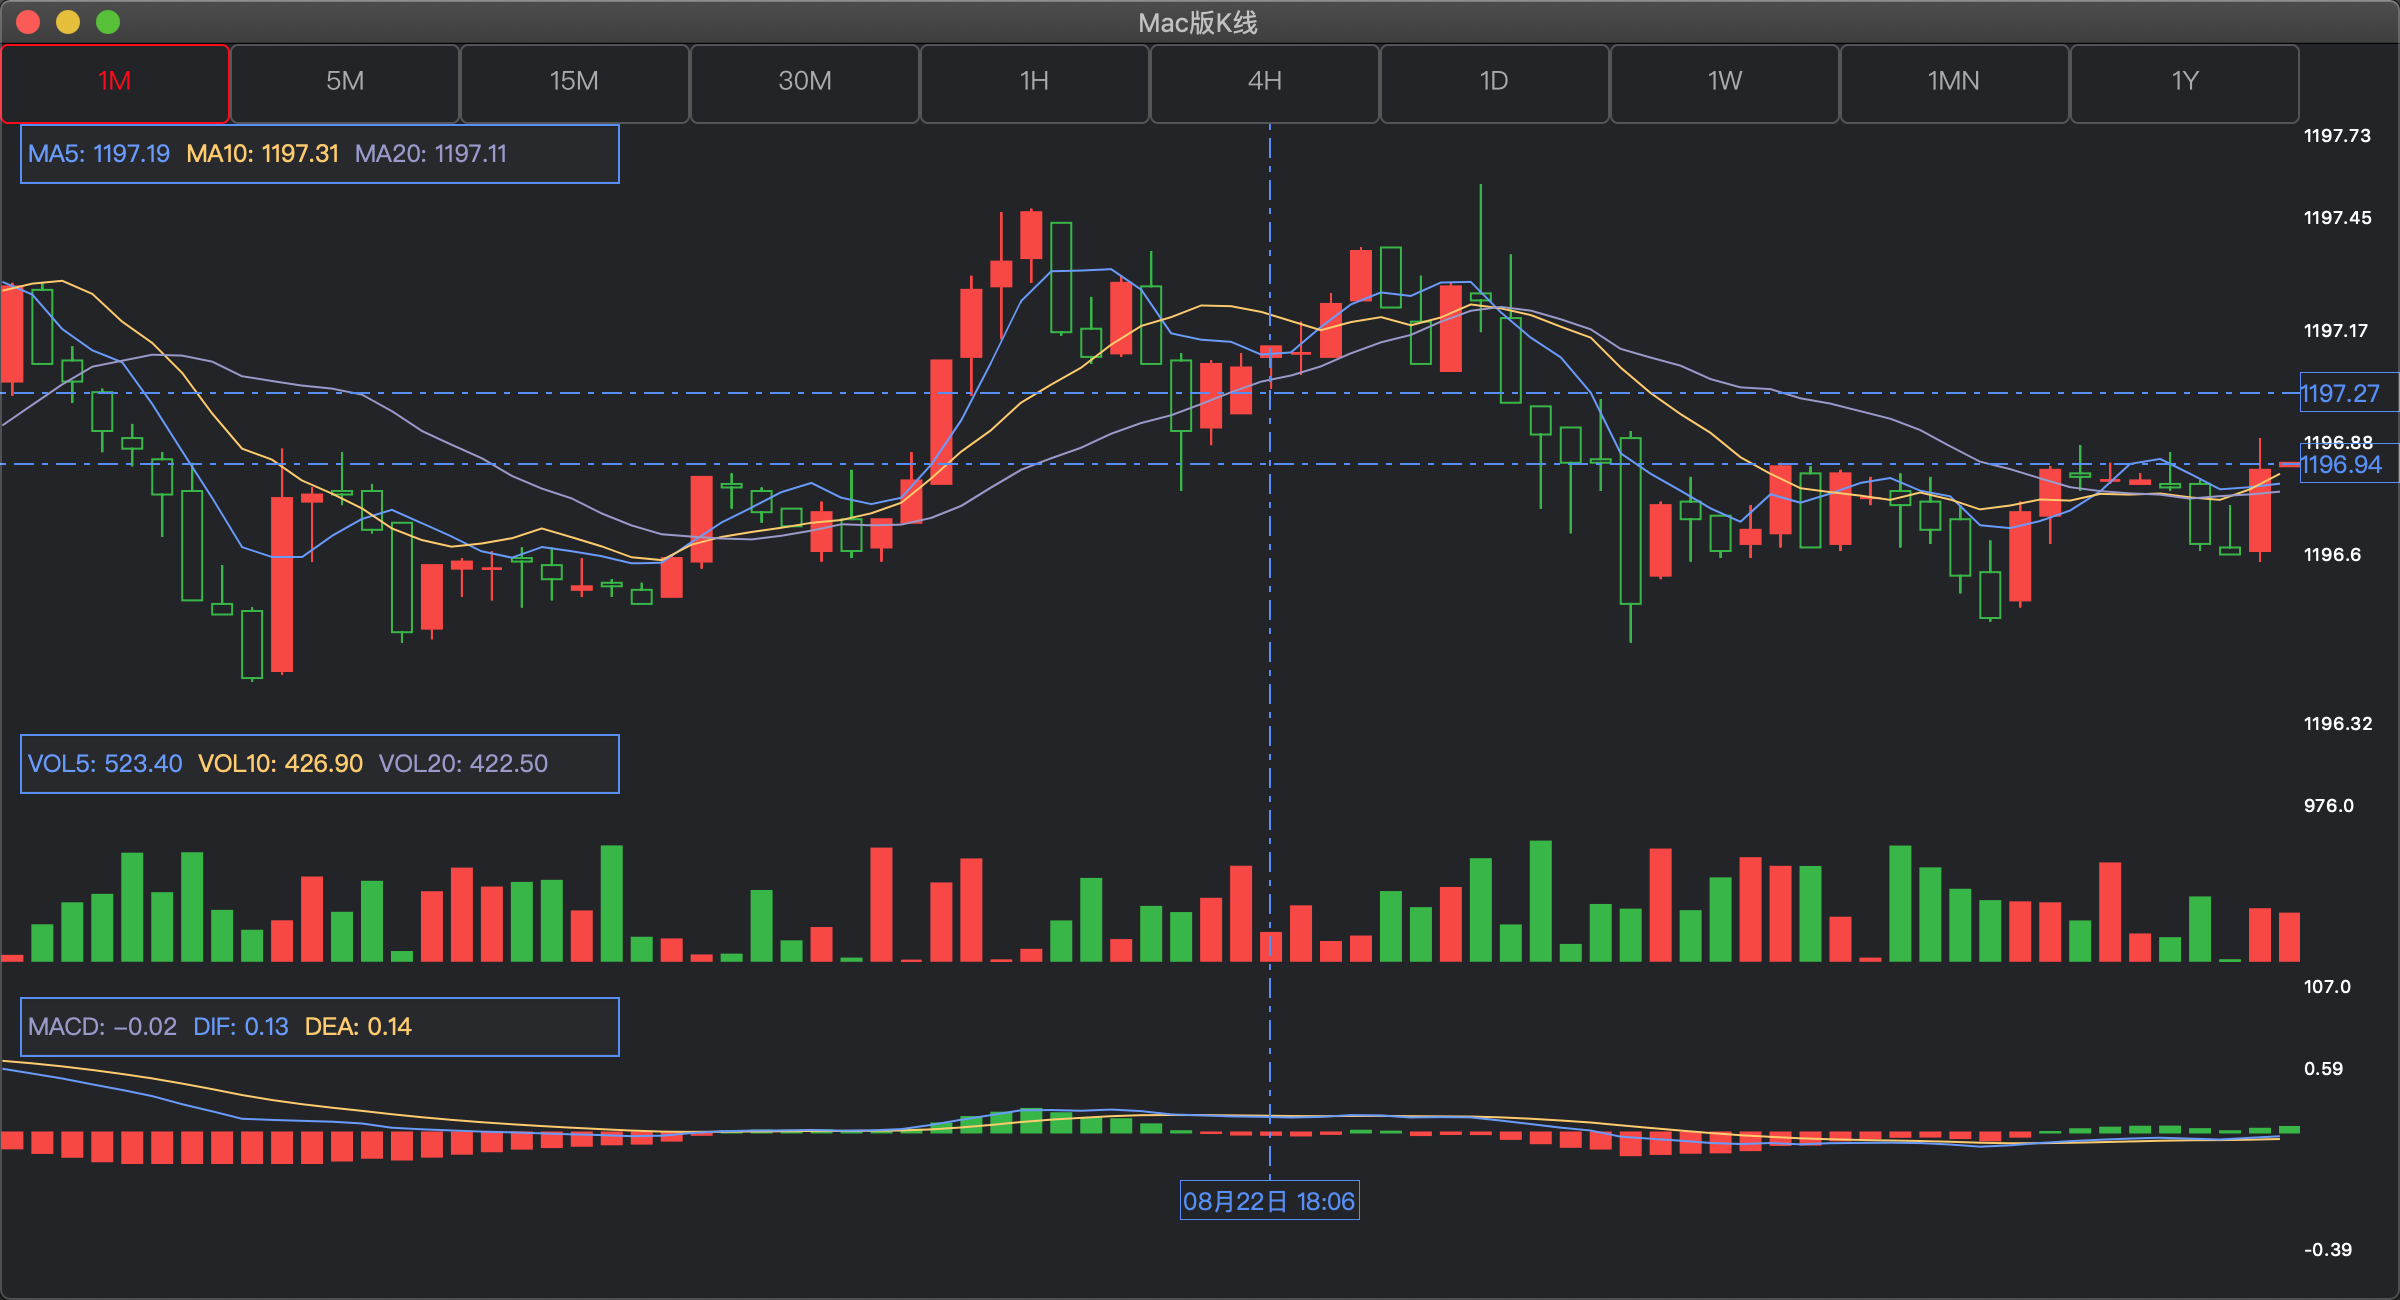 Mac版K线
1M 5M 15M 30M 1H 4H 1D 1W 1MN 1Y
MA5: 1197.19 MA10: 1197.31 MA20: 1197.11
1197.73
1197.45
1197.17
1197.27
1196.88
1196.94
1196.6
1196.32
VOL5: 523.40 VOL10: 426.90 VOL20: 422.50
976.0
107.0
MACD: −0.02 DIF: 0.13 DEA: 0.14
0.59
08月22日 18:06
-0.39